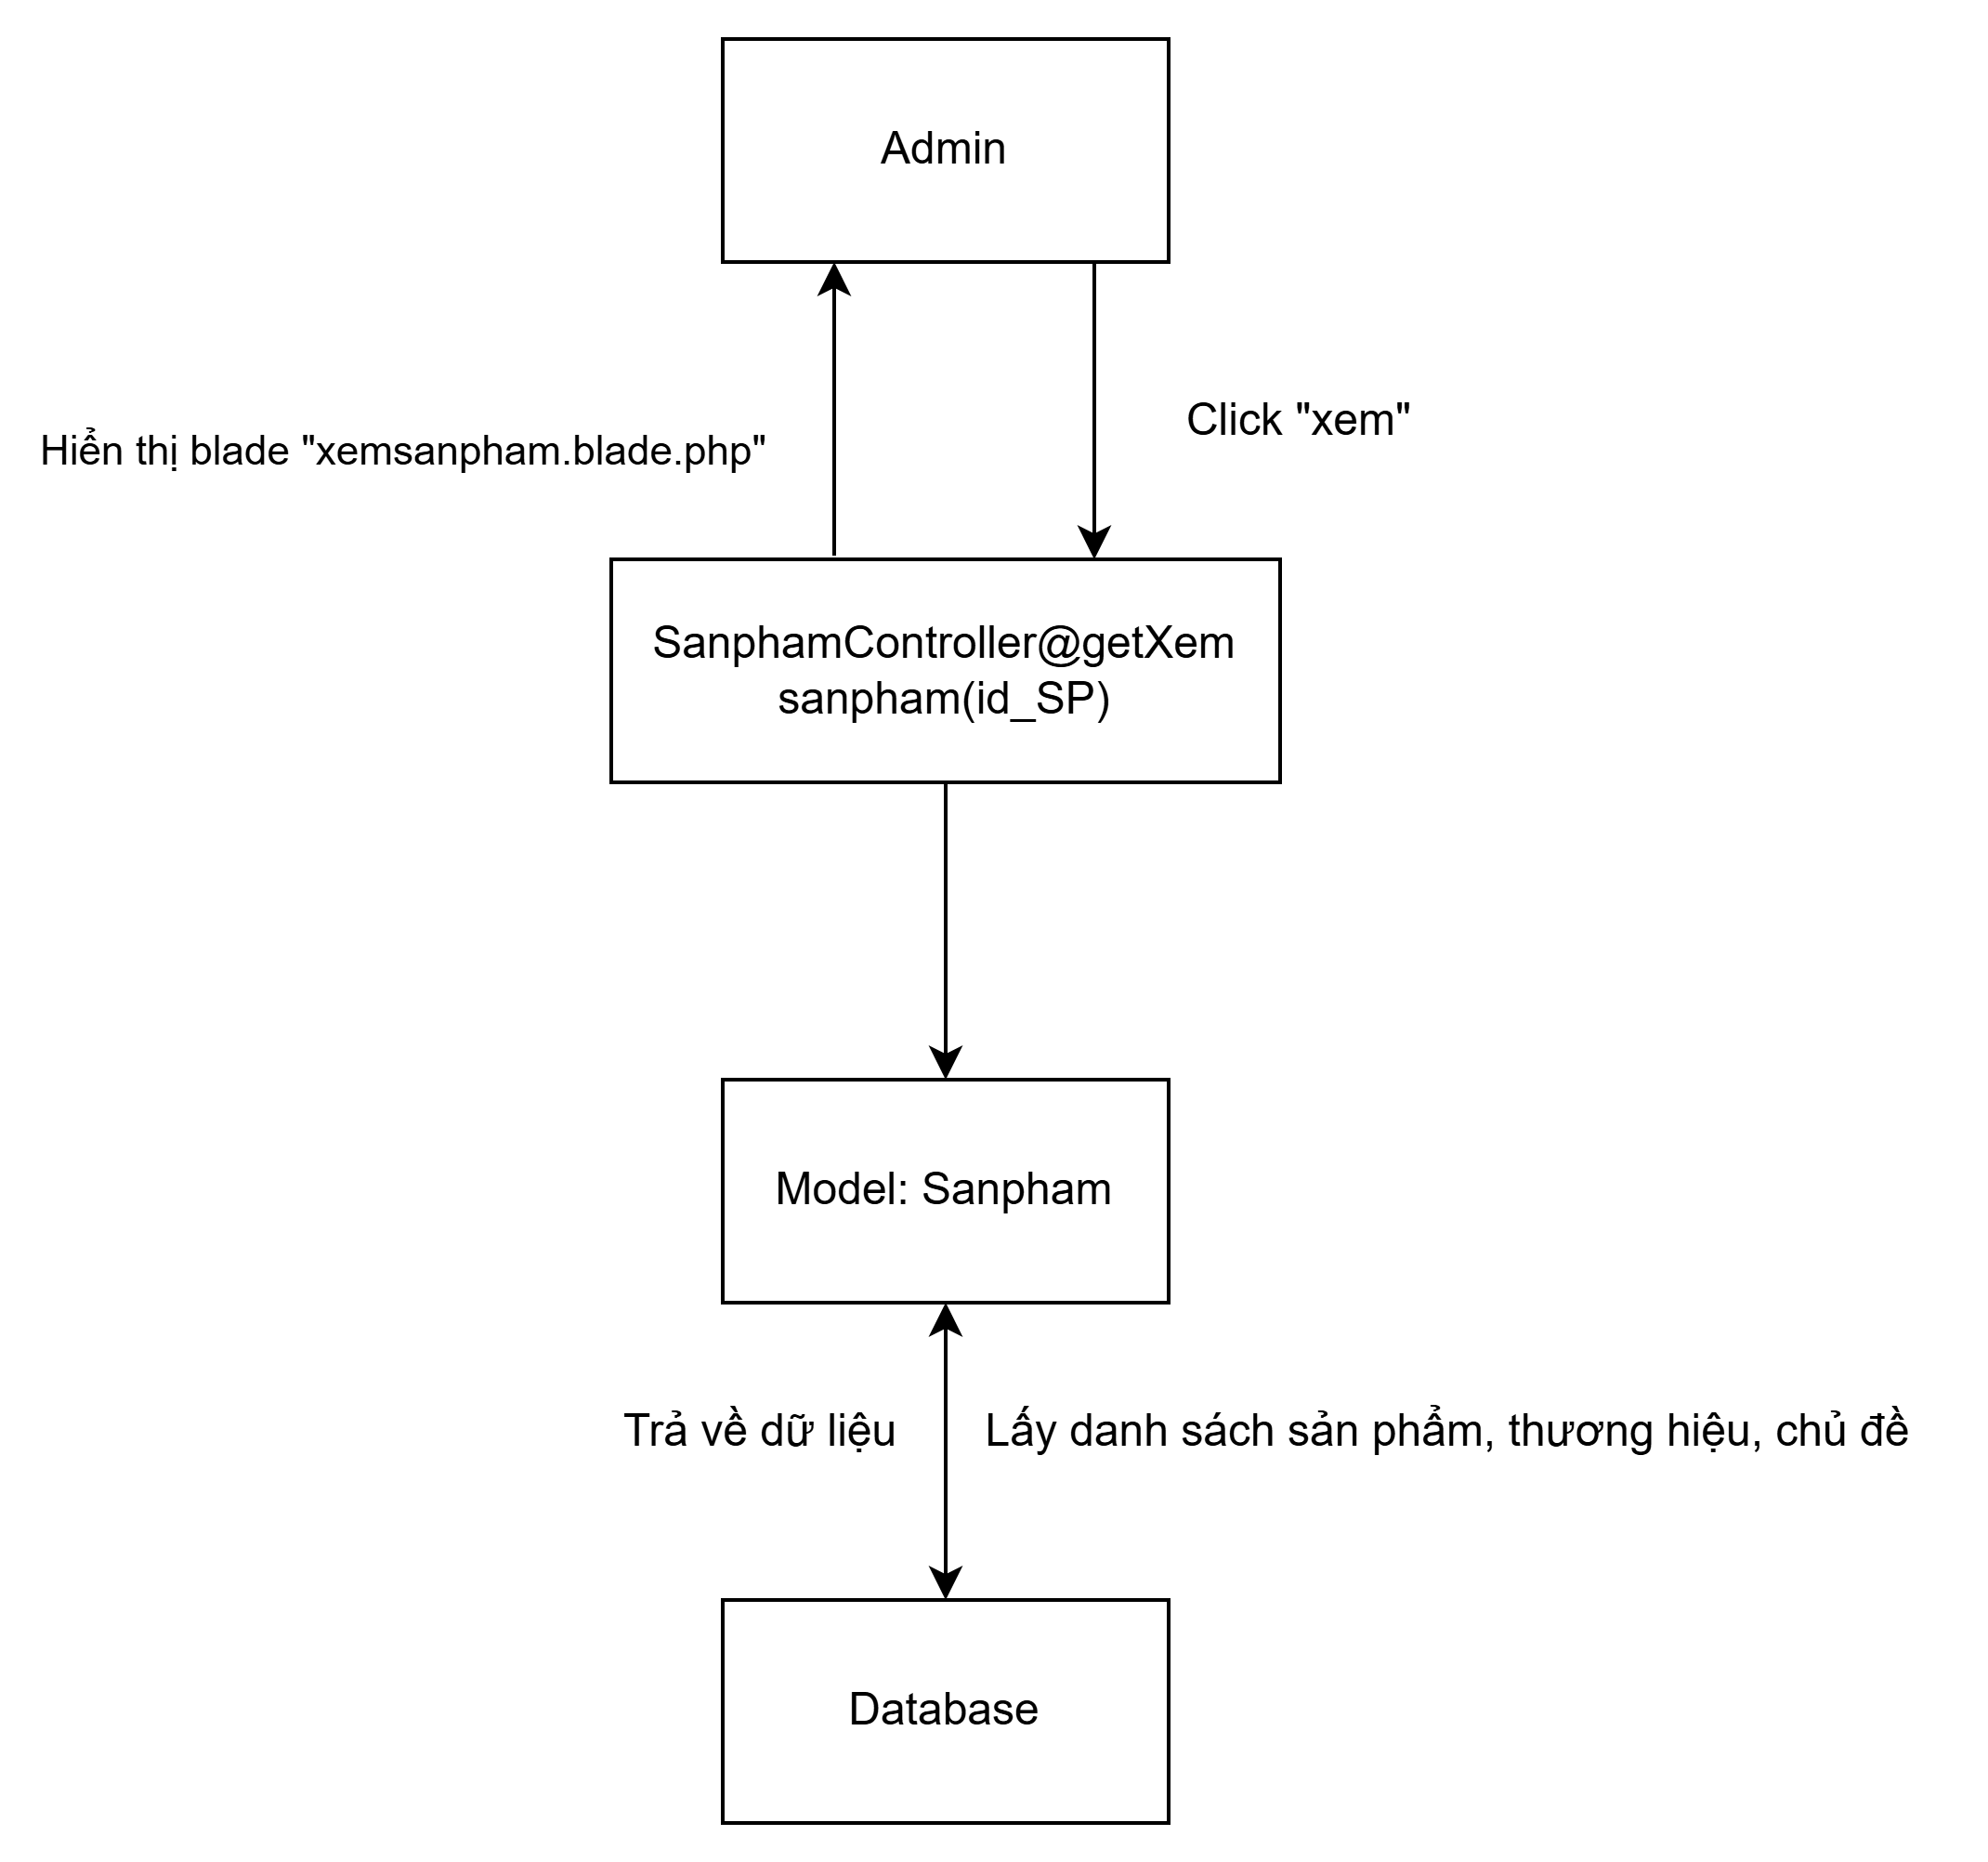 Admin
Click "xem"
Hiển thị blade "xemsanpham.blade.php"
SanphamController@getXem
sanpham(id_SP)
Model: Sanpham
Trả về dữ liệu
Lấy danh sách sản phẩm, thương hiệu, chủ đề
Database